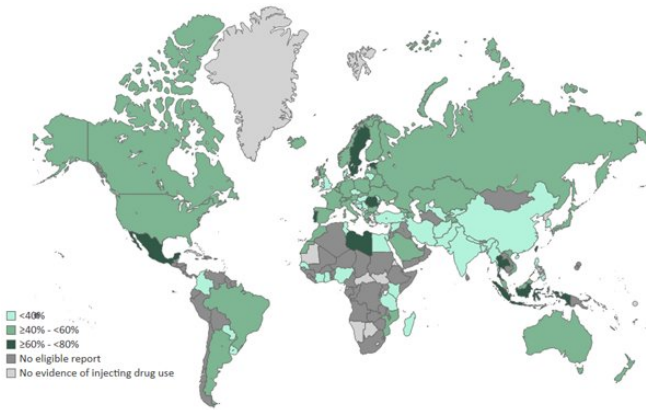 <40%
≥40% - <60%
≥60% - <80%
No eligible report
No evidence of injecting drug use